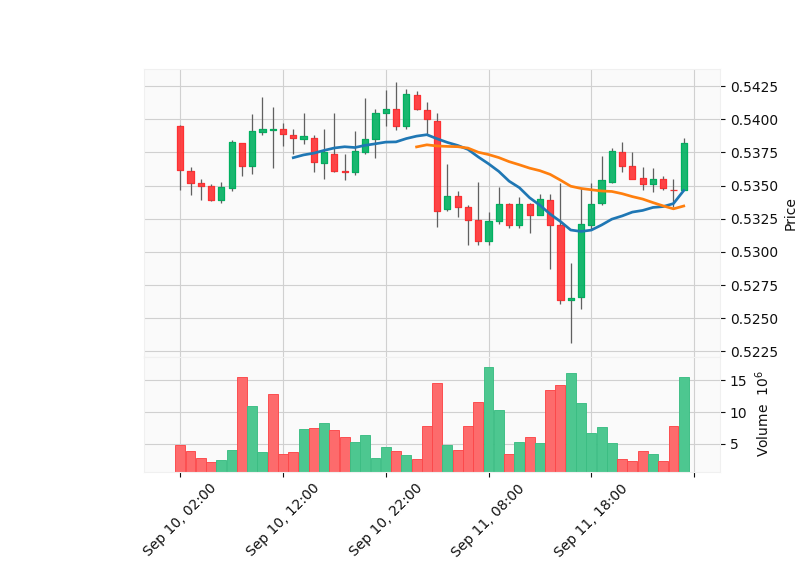 0.5425
0.5400
0.5375
0.5350
0.5325
0.5300
0.5275
0.5250
0.5225
Price
15
10
5
Volume 10⁶
Sep 10, 02:00
Sep 10, 12:00
Sep 10, 22:00
Sep 11, 08:00
Sep 11, 18:00